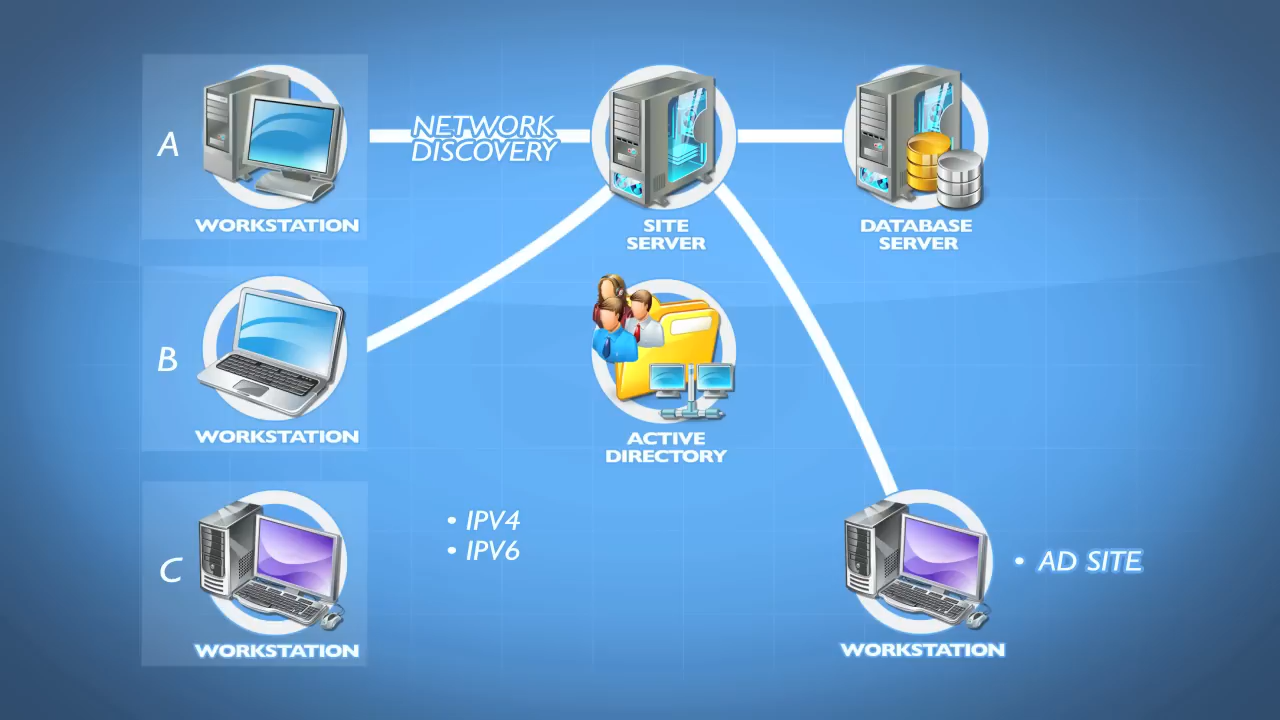 A
NETWORK
DISCOVERY
WORKSTATION
SITE
SERVER
DATABASE
SERVER
B
WORKSTATION
ACTIVE
DIRECTORY
C
• IPV4
• IPV6
WORKSTATION
• AD SITE
WORKSTATION